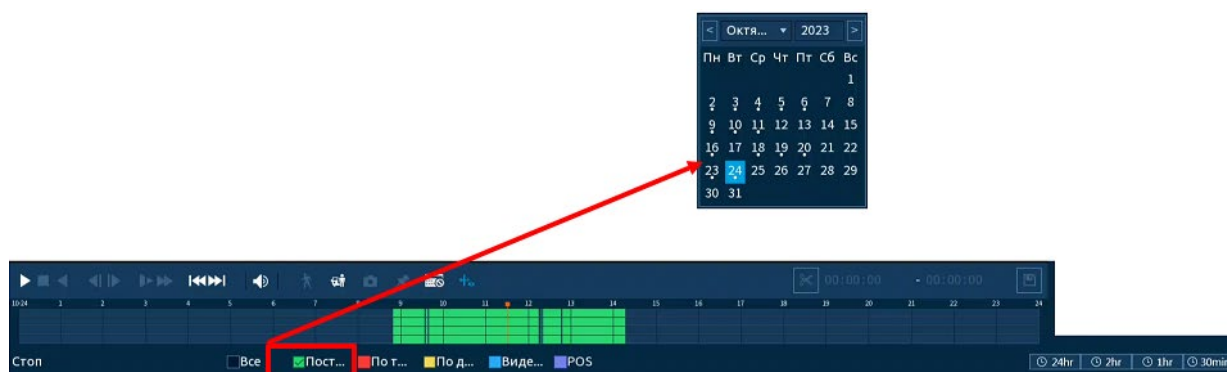 < Октя... ▼ 2023 >
Пн Вт Ср Чт Пт Сб Вс
1
2 3 4 5 6 7 8
9 10 11 12 13 14 15
16 17 18 19 20 21 22
23 24 25 26 27 28 29
30 31
00:00:00 - 00:00:00
10-24 1 2 3 4 5 6 7 8 9 10 11 12 13 14 15 16 17 18 19 20 21 22 23 24
Стоп Все Пост... По т... По д... Виде... POS 24hr 2hr 1hr 30min